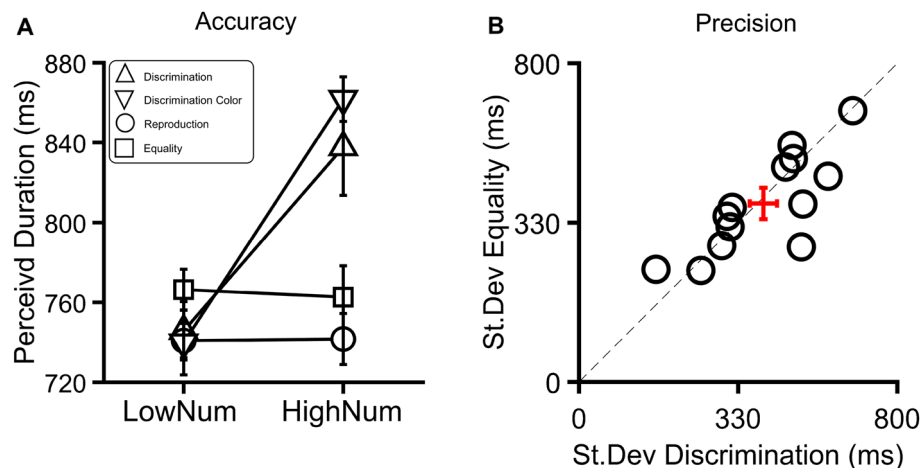 A
Accuracy
Perceivd Duration (ms)
880
840
800
760
720
Discrimination
Discrimination Color
Reproduction
Equality
LowNum
HighNum
B
Precision
St.Dev Equality (ms)
800
330
0
0
330
800
St.Dev Discrimination (ms)